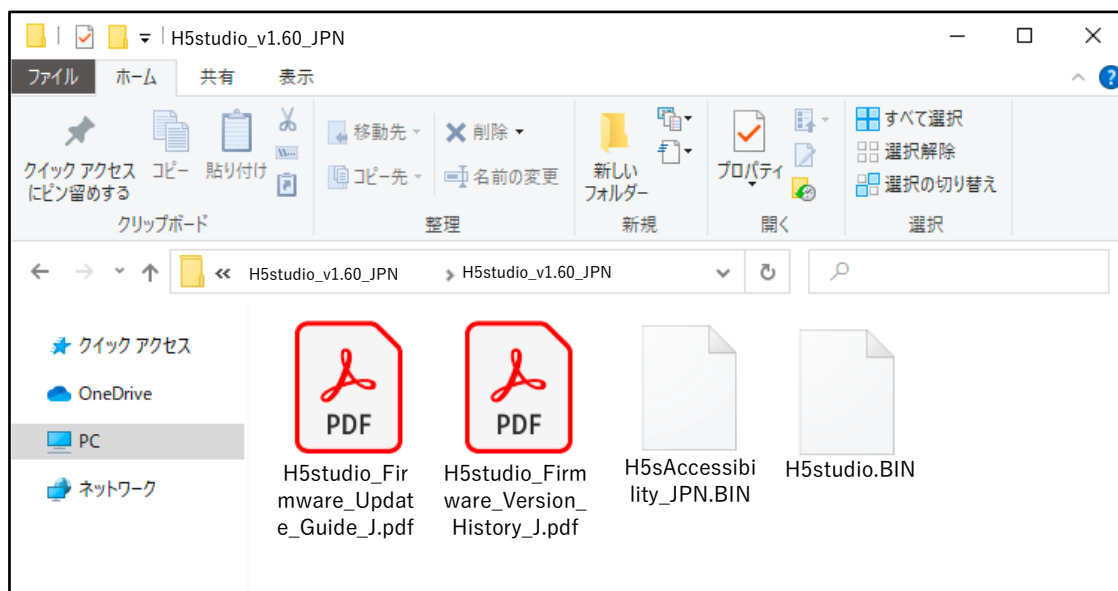 H5studio_v1.60_JPN
ファイル ホーム 共有 表示
クイック アクセス
にピン留めする
コピー
貼り付け
クリップボード
移動先
コピー先
削除
名前の変更
整理
新しい
フォルダー
新規
プロパティ
開く
すべて選択
選択解除
選択の切り替え
選択
H5studio_v1.60_JPN
H5studio_v1.60_JPN
クイック アクセス
OneDrive
PC
ネットワーク
PDF
H5studio_Fir
mware_Updat
e_Guide_J.pdf
PDF
H5studio_Firm
ware_Version_
History_J.pdf
H5sAccessibi
lity_JPN.BIN
H5studio.BIN